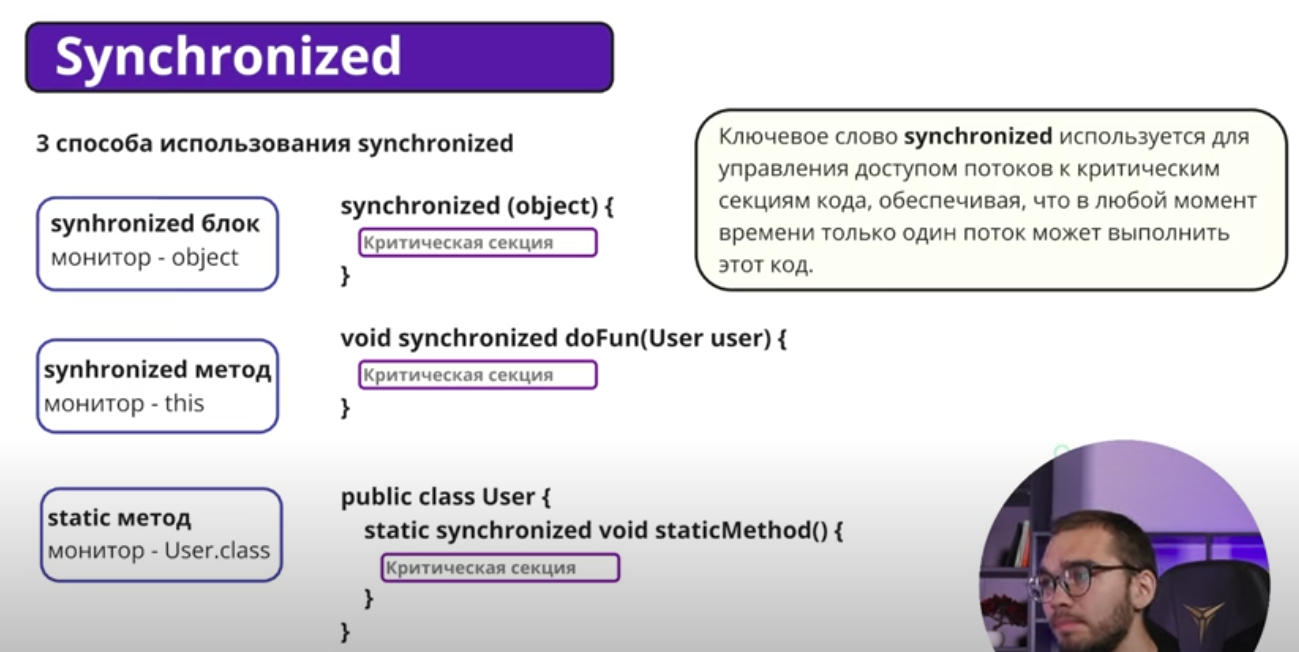 Synchronized
3 способа использования synchronized
Ключевое слово synchronized используется для
управления доступом потоков к критическим
секциям кода, обеспечивая, что в любой момент
времени только один поток может выполнить
этот код.
synhronized блок
монитор - object
synchronized (object) {
Критическая секция
}
synhronized метод
монитор - this
void synchronized doFun(User user) {
Критическая секция
}
static метод
монитор - User.class
public class User {
static synchronized void staticMethod() {
Критическая секция
}
}